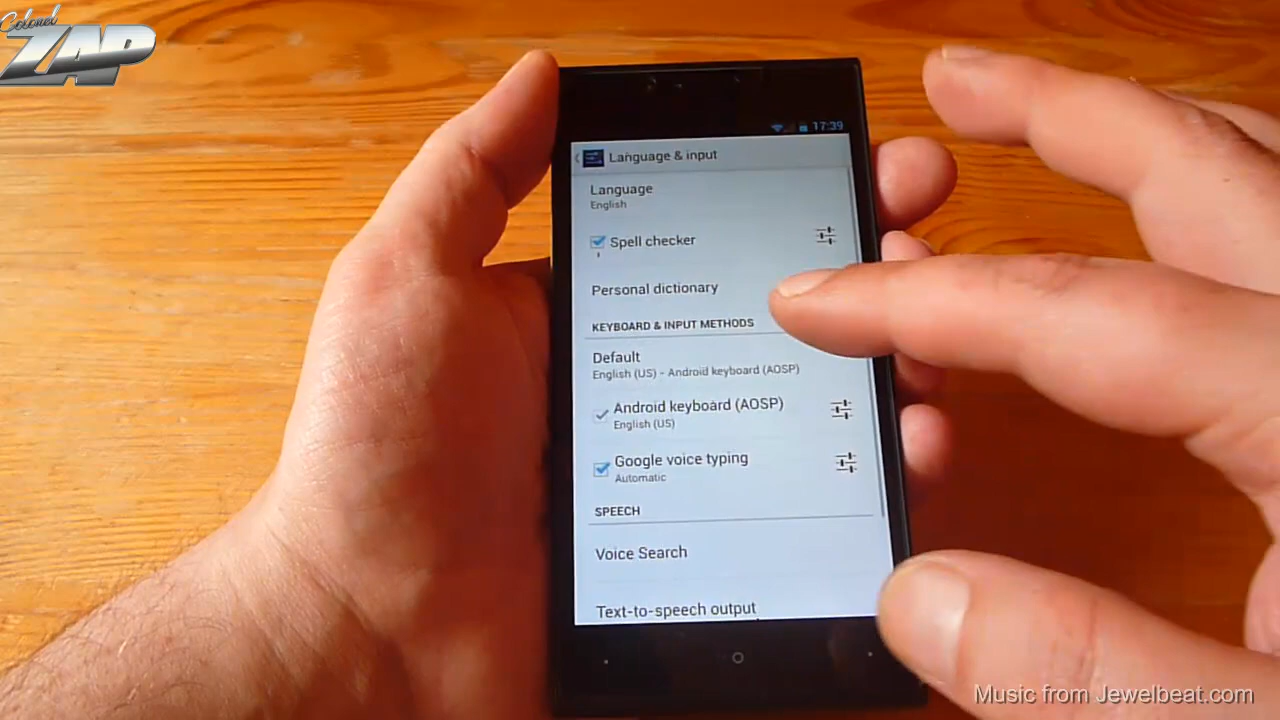 Colonel
ZAP
17:39
Language & input
Language
English
Spell checker
Personal dictionary
KEYBOARD & INPUT METHODS
Default
English (US) - Android keyboard (AOSP)
Android keyboard (AOSP)
English (US)
Google voice typing
Automatic
SPEECH
Voice Search
Text-to-speech output
Music from Jewelbeat.com